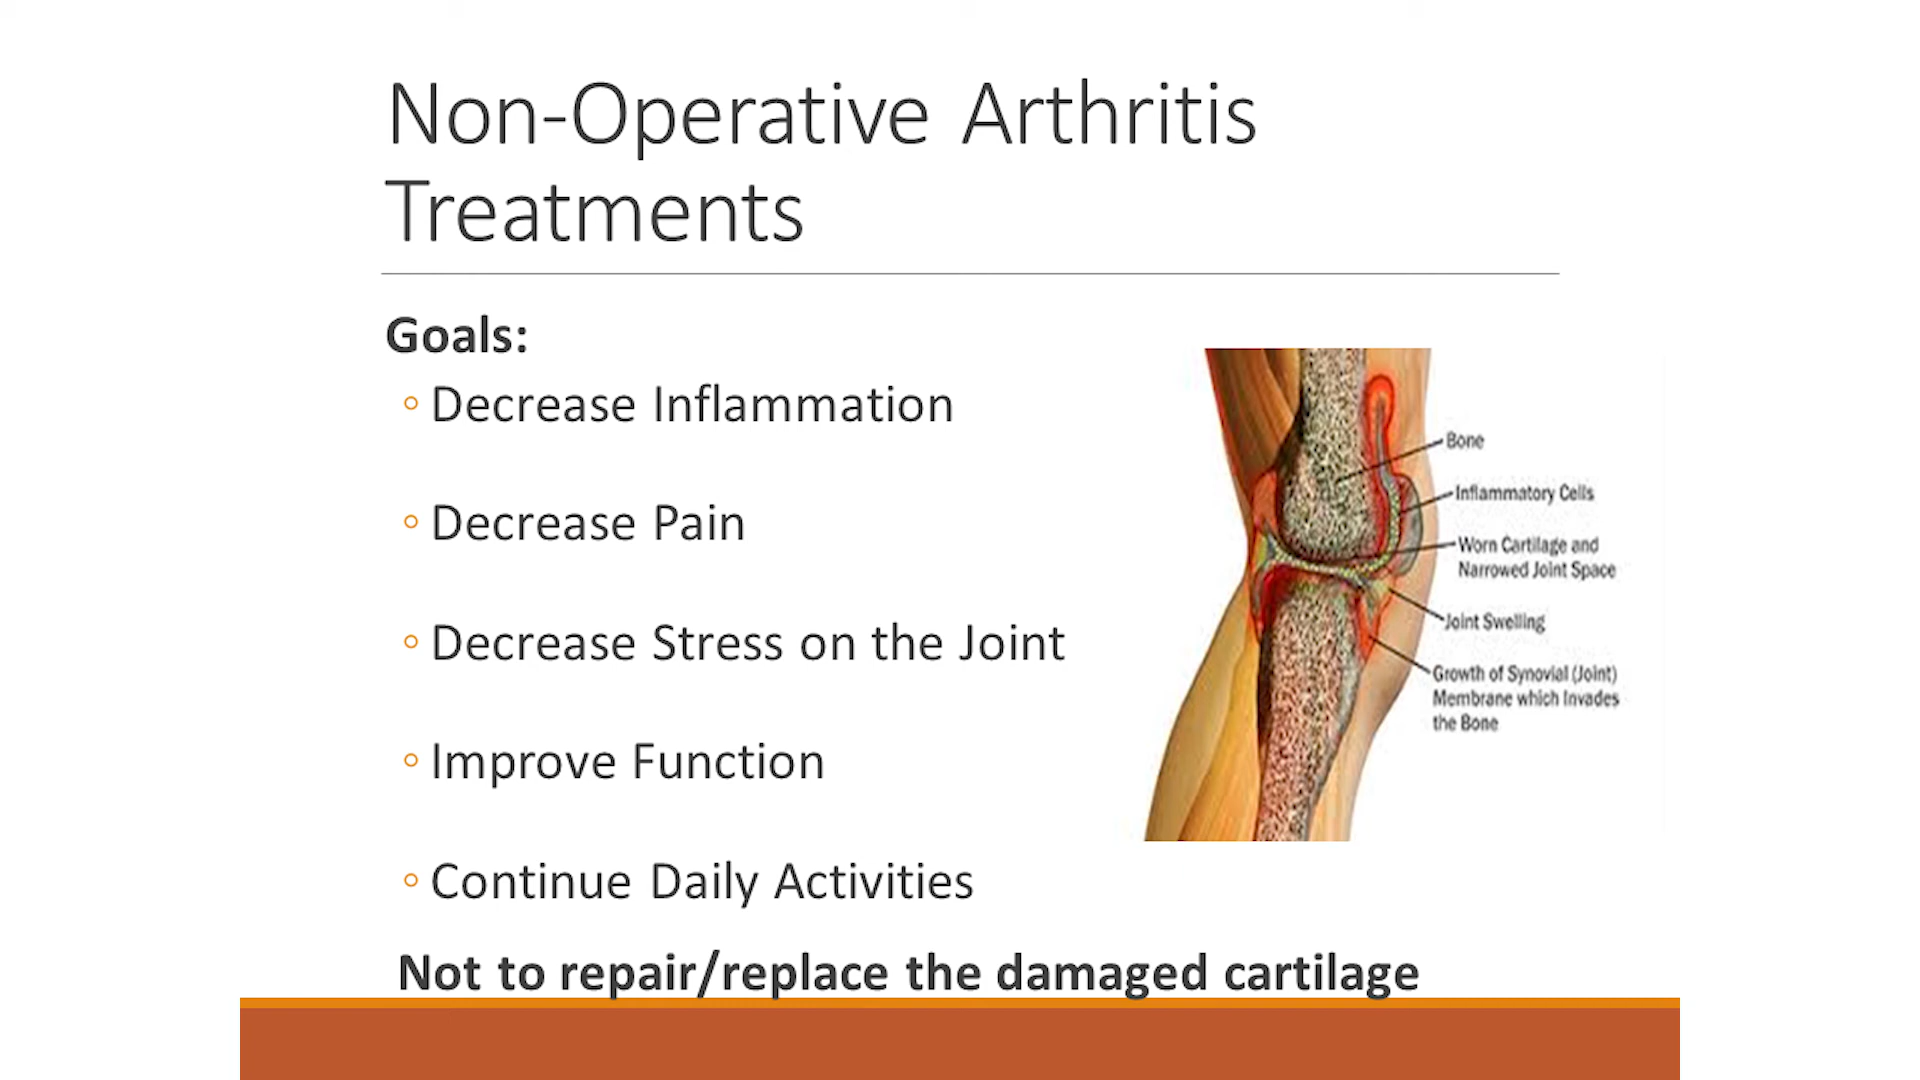 Non-Operative Arthritis
Treatments
Goals:
◦ Decrease Inflammation
◦ Decrease Pain
◦ Decrease Stress on the Joint
◦ Improve Function
◦ Continue Daily Activities
Not to repair/replace the damaged cartilage
Bone
Inflammatory Cells
Worn Cartilage and
Narrowed Joint Space
Joint Swelling
Growth of Synovial (Joint)
Membrane which Invades
the Bone